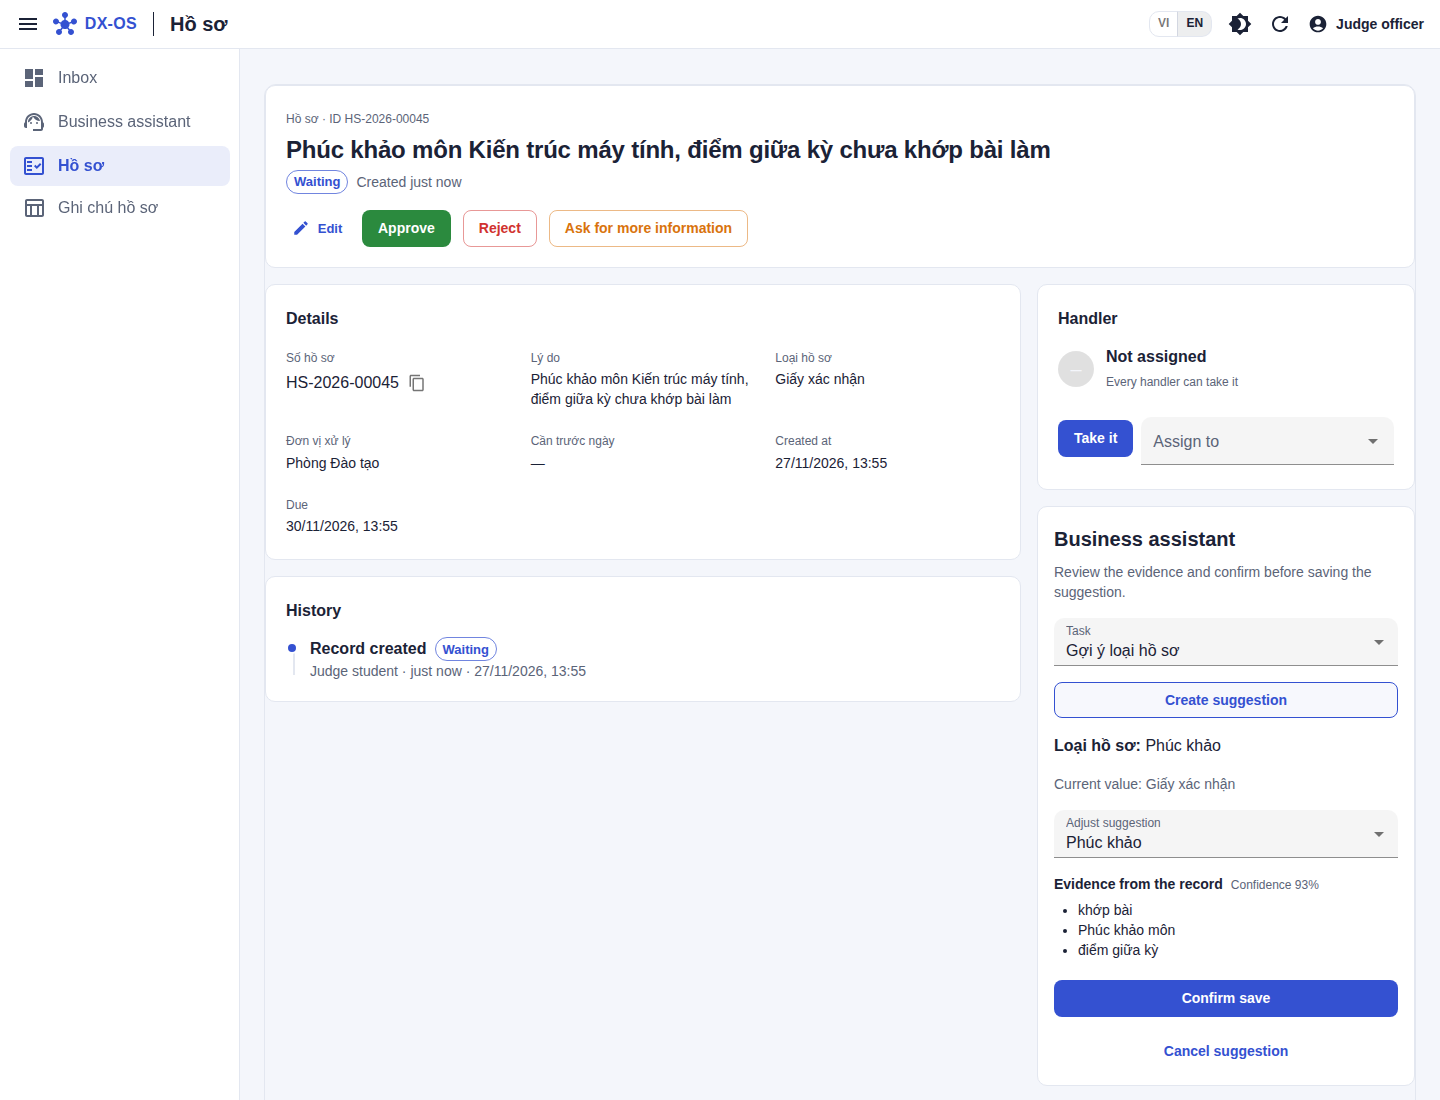 DX-OS
Hồ sơ
VI
EN
Judge officer
Inbox
Business assistant
Hồ sơ
Ghi chú hồ sơ
Hồ sơ · ID HS-2026-00045
Phúc khảo môn Kiến trúc máy tính, điểm giữa kỳ chưa khớp bài làm
Waiting
Created just now
Edit
Approve
Reject
Ask for more information
Details
Số hồ sơ
HS-2026-00045
Lý do
Phúc khảo môn Kiến trúc máy tính,
điểm giữa kỳ chưa khớp bài làm
Loại hồ sơ
Giấy xác nhận
Đơn vị xử lý
Phòng Đào tạo
Cần trước ngày
—
Created at
27/11/2026, 13:55
Due
30/11/2026, 13:55
History
Record created
Waiting
Judge student · just now · 27/11/2026, 13:55
Handler
—
Not assigned
Every handler can take it
Take it
Assign to
Business assistant
Review the evidence and confirm before saving the
suggestion.
Task
Gợi ý loại hồ sơ
Create suggestion
Loại hồ sơ: Phúc khảo
Current value: Giấy xác nhận
Adjust suggestion
Phúc khảo
Evidence from the record Confidence 93%
• khớp bài
• Phúc khảo môn
• điểm giữa kỳ
Confirm save
Cancel suggestion